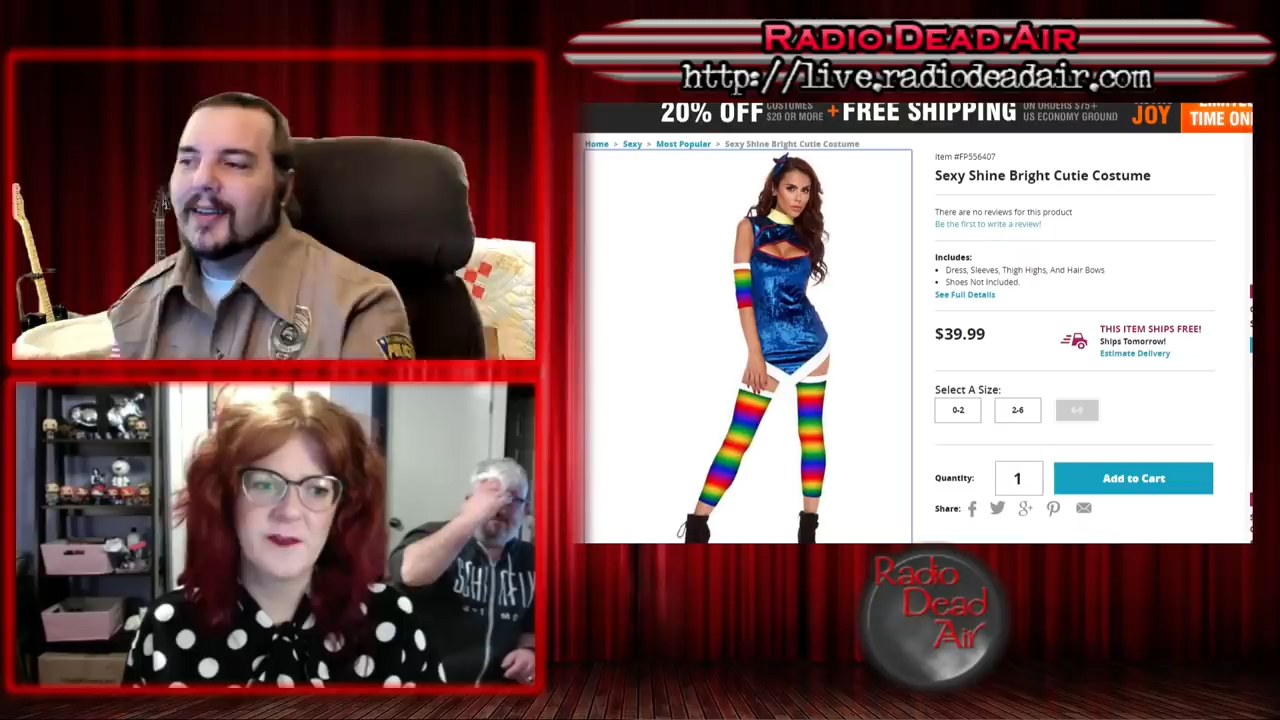 RADIO DEAD AIR
http://live.radiodeadair.com
20% OFF COSTUMES $20 OR MORE + FREE SHIPPING ON ORDERS $75+ US ECONOMY GROUND
JOY
TIME ON
Home > Sexy > Most Popular > Sexy Shine Bright Cutie Costume
Item #FP556407
Sexy Shine Bright Cutie Costume
There are no reviews for this product
Be the first to write a review!
Includes:
• Dress, Sleeves, Thigh Highs, And Hair Bows
• Shoes Not Included.
See Full Details
$39.99
THIS ITEM SHIPS FREE!
Ships Tomorrow!
Estimate Delivery
Select A Size:
0-2
2-6
Quantity:
1
Add to Cart
Share:
Radio
Dead
Air